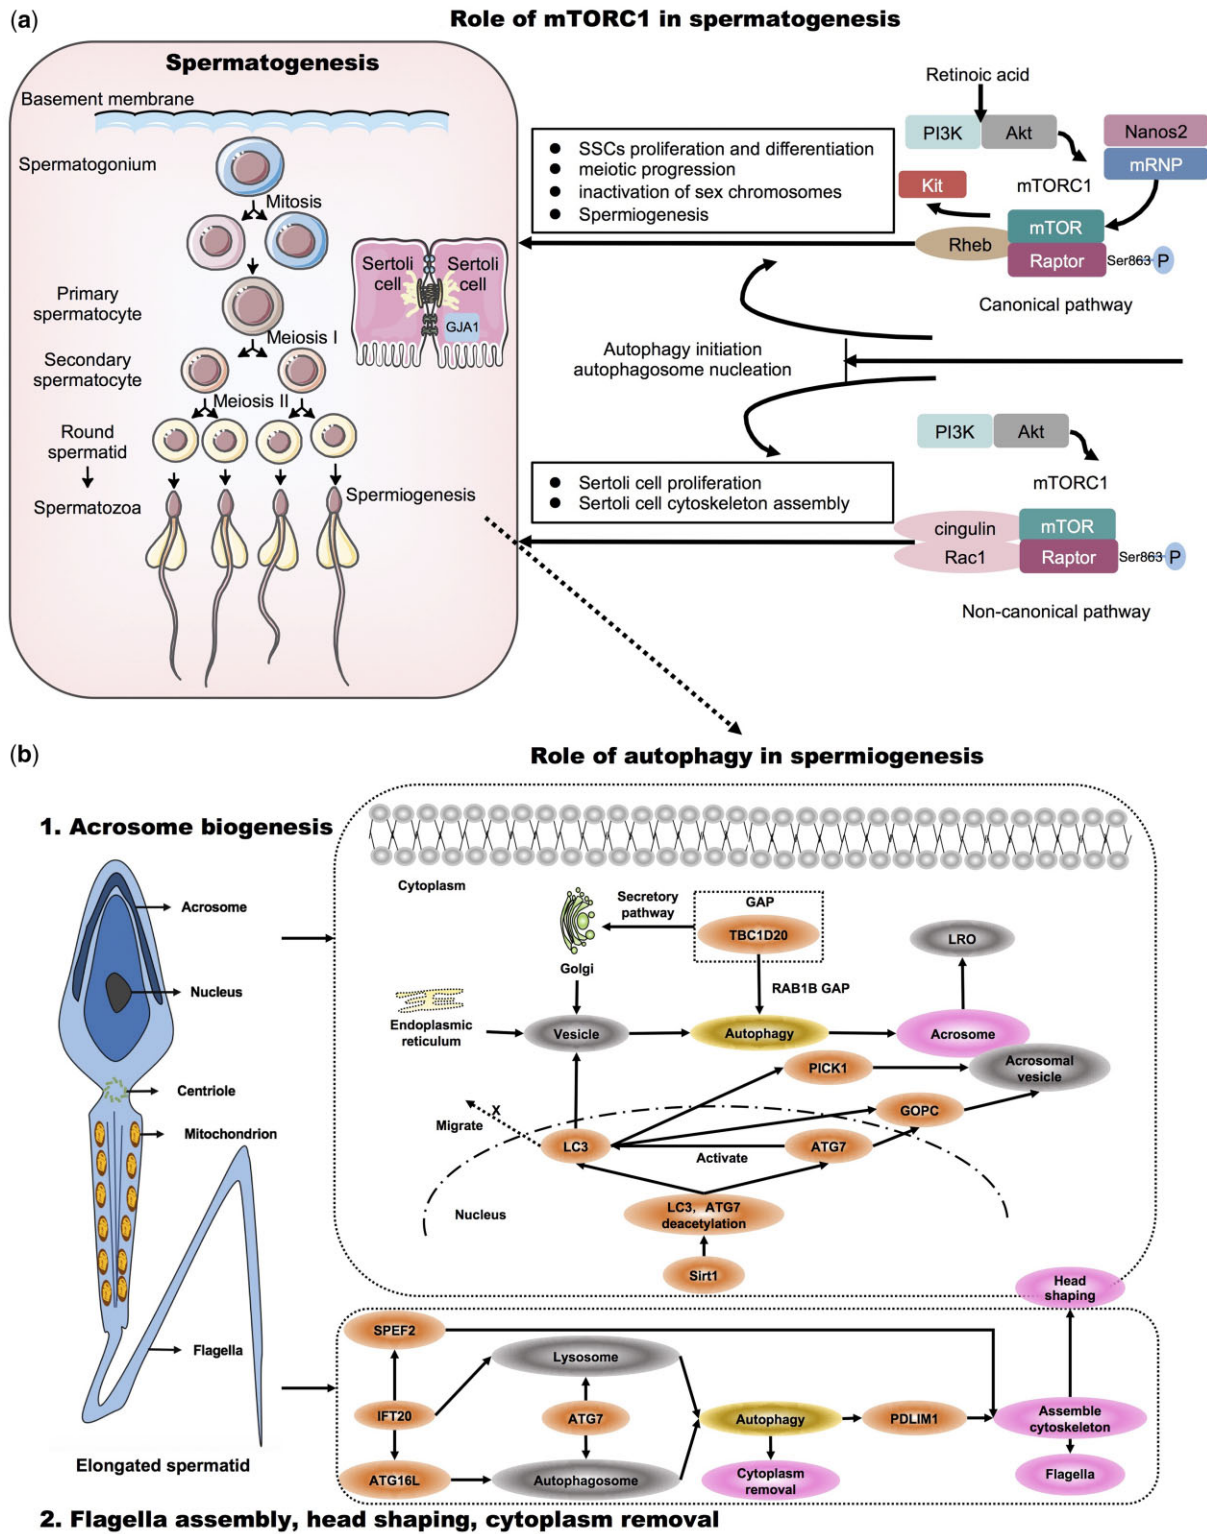 (a)
Role of mTORC1 in spermatogenesis
Spermatogenesis
Basement membrane
Spermatogonium
Mitosis
Primary
spermatocyte
Meiosis I
Secondary
spermatocyte
Meiosis II
Round
spermatid
Spermatozoa
Spermiogenesis
Sertoli
cell
Sertoli
cell
GJA1
● SSCs proliferation and differentiation
● meiotic progression
● inactivation of sex chromosomes
● Spermiogenesis
Retinoic acid
PI3K
Akt
Nanos2
mRNP
mTORC1
Kit
mTOR
Rheb
Raptor
Ser863
P
Canonical pathway
Autophagy initiation
autophagosome nucleation
PI3K
Akt
mTORC1
● Sertoli cell proliferation
● Sertoli cell cytoskeleton assembly
cingulin
mTOR
Rac1
Raptor
Ser863
P
Non-canonical pathway
(b)
Role of autophagy in spermiogenesis
1. Acrosome biogenesis
Acrosome
Nucleus
Centriole
Mitochondrion
Flagella
Elongated spermatid
Cytoplasm
Secretory
pathway
GAP
TBC1D20
LRO
Golgi
RAB1B GAP
Endoplasmic
reticulum
Vesicle
Autophagy
Acrosome
PICK1
Acrosomal
vesicle
X
Migrate
GOPC
LC3
Activate
ATG7
Nucleus
LC3, ATG7
deacetylation
Sirt1
Head
shaping
SPEF2
Lysosome
IFT20
ATG7
Autophagy
PDLIM1
Assemble
cytoskeleton
ATG16L
Autophagosome
Cytoplasm
removal
Flagella
2. Flagella assembly, head shaping, cytoplasm removal